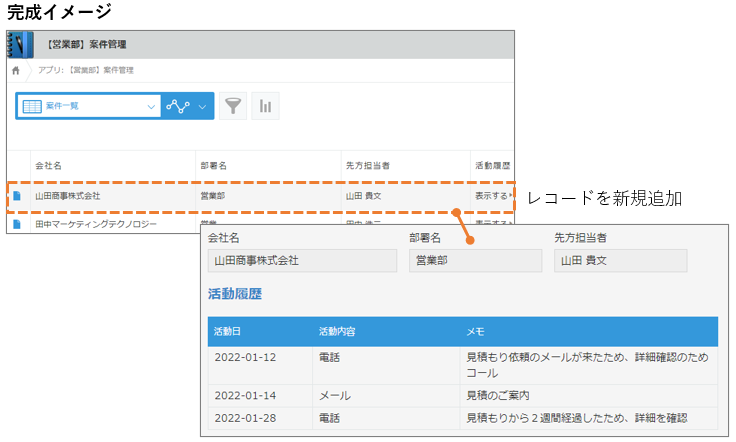 完成イメージ
【営業部】案件管理
アプリ: 【営業部】案件管理
案件一覧
会社名 部署名 先方担当者 活動履歴
山田商事株式会社 営業部 山田 貴文 表示する
レコードを新規追加
田中マーケティングテクノロジー
会社名 部署名 先方担当者
山田商事株式会社 営業部 山田 貴文
活動履歴
活動日 活動内容 メモ
2022-01-12 電話 見積もり依頼のメールが来たため、詳細確認のため
コール
2022-01-14 メール 見積のご案内
2022-01-28 電話 見積もりから２週間経過したため、詳細を確認